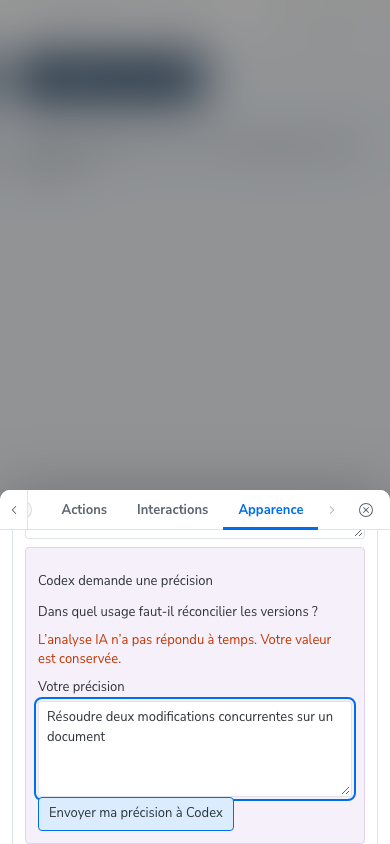 Actions Interactions Apparence
Codex demande une précision
Dans quel usage faut-il réconcilier les versions ?
L’analyse IA n’a pas répondu à temps. Votre valeur
est conservée.
Votre précision
Résoudre deux modifications concurrentes sur un
document
Envoyer ma précision à Codex